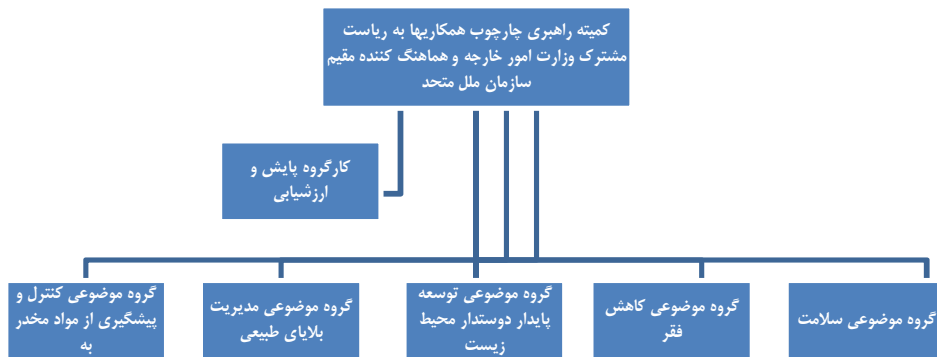 کمیته راهبری چارچوب همکاریها به ریاست
مشترک وزارت امور خارجه و هماهنگ کننده مقیم
سازمان ملل متحد
کارگروه پایش و
ارزشیابی
گروه موضوعی سلامت
گروه موضوعی کاهش
فقر
گروه موضوعی توسعه
پایدار دوستدار محیط
زیست
گروه موضوعی مدیریت
بلایای طبیعی
گروه موضوعی کنترل و
پیشگیری از مواد مخدر
به